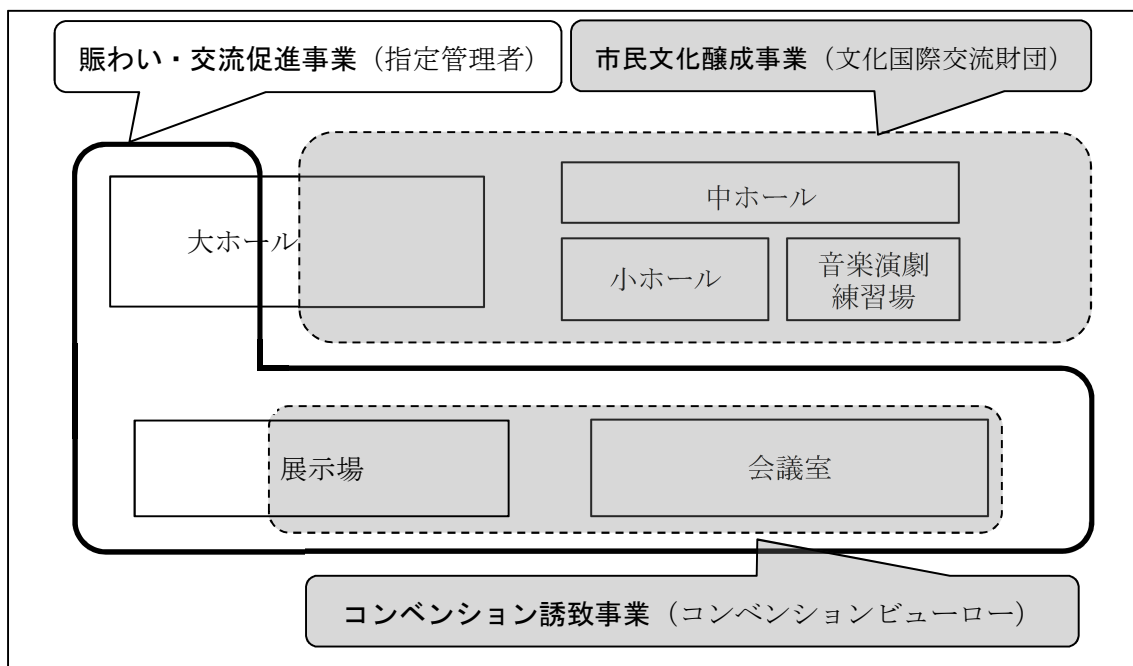 賑わい・交流促進事業（指定管理者）
市民文化醸成事業（文化国際交流財団）
大ホール
中ホール
小ホール
音楽演劇
練習場
展示場
会議室
コンベンション誘致事業（コンベンションビューロー）